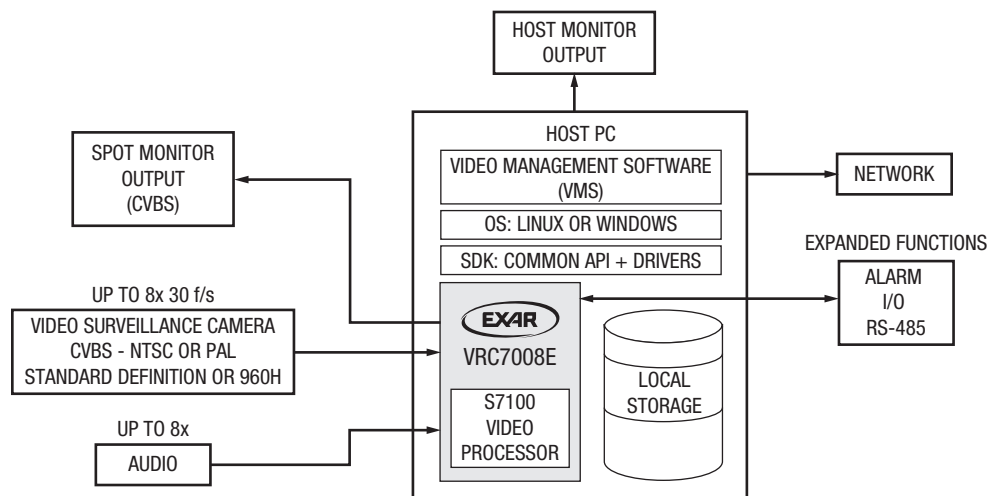 HOST MONITOR
OUTPUT
HOST PC
VIDEO MANAGEMENT SOFTWARE
(VMS)
OS: LINUX OR WINDOWS
SDK: COMMON API + DRIVERS
SPOT MONITOR
OUTPUT
(CVBS)
NETWORK
EXPANDED FUNCTIONS
ALARM
I/O
RS-485
UP TO 8x 30 f/s
VIDEO SURVEILLANCE CAMERA
CVBS - NTSC OR PAL
STANDARD DEFINITION OR 960H
EXAR
VRC7008E
S7100
VIDEO
PROCESSOR
LOCAL
STORAGE
UP TO 8x
AUDIO